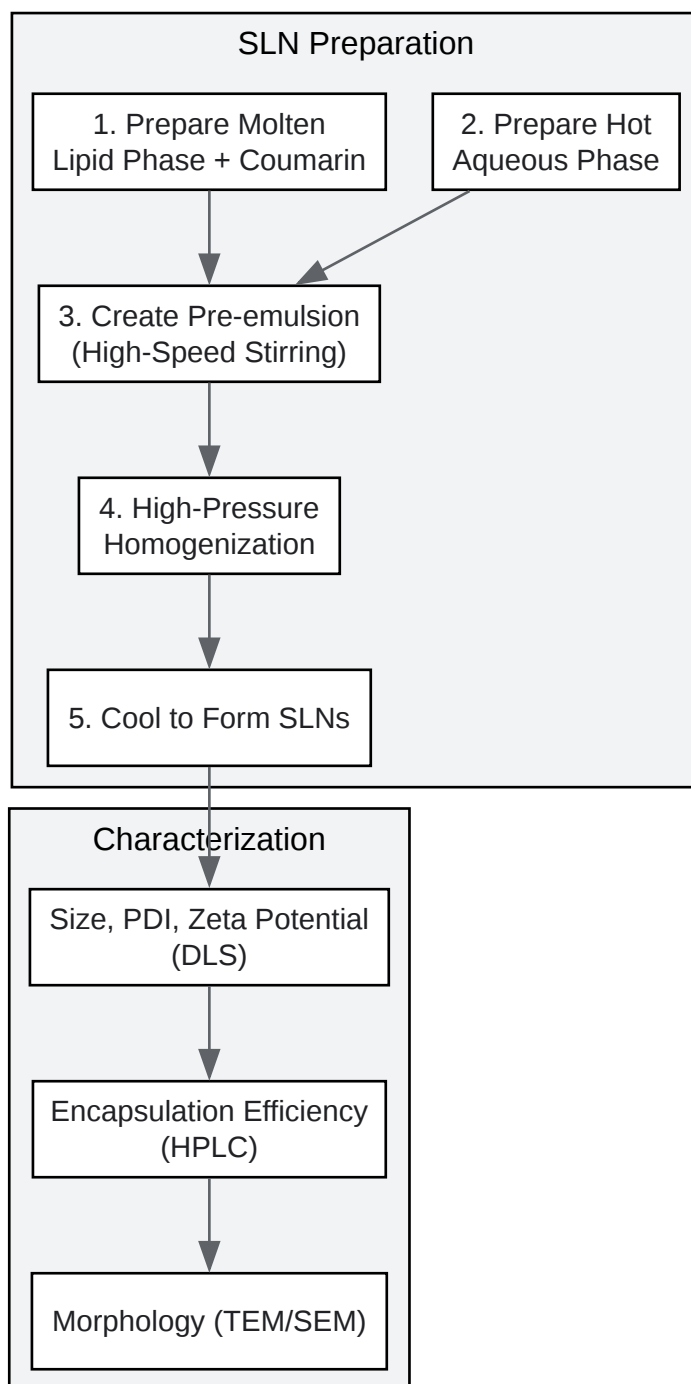 SLN Preparation
1. Prepare Molten
Lipid Phase + Coumarin
2. Prepare Hot
Aqueous Phase
3. Create Pre-emulsion
(High-Speed Stirring)
4. High-Pressure
Homogenization
5. Cool to Form SLNs
Characterization
Size, PDI, Zeta Potential
(DLS)
Encapsulation Efficiency
(HPLC)
Morphology (TEM/SEM)